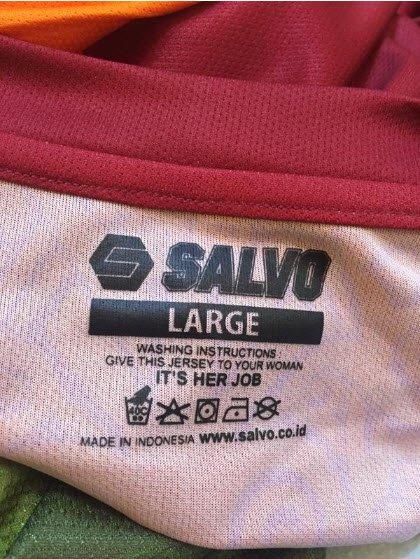 SALVO
LARGE
WASHING INSTRUCTIONS :
GIVE THIS JERSEY TO YOUR WOMAN
IT'S HER JOB
MADE IN INDONESIA www.salvo.co.id